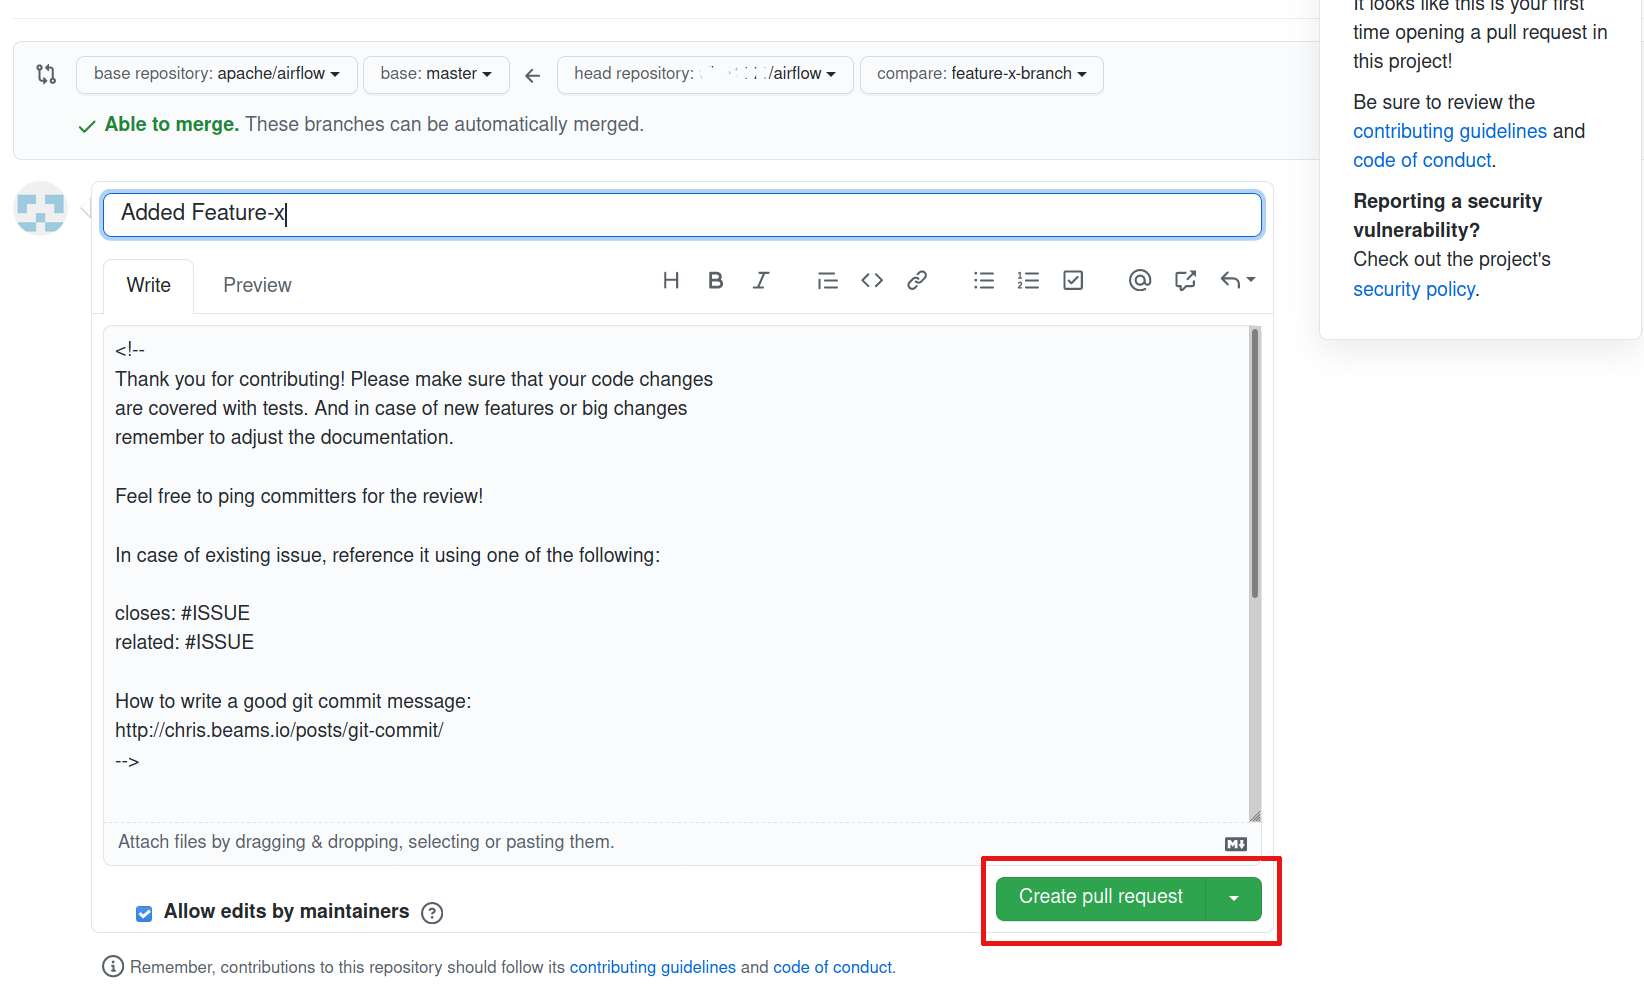 It looks like this is your first
time opening a pull request in
this project!
Be sure to review the
contributing guidelines and
code of conduct.
Reporting a security
vulnerability?
Check out the project's
security policy.
base repository: apache/airflow
base: master
head repository: /airflow
compare: feature-x-branch
Able to merge. These branches can be automatically merged.
Added Feature-x
Write
Preview
<!--
Thank you for contributing! Please make sure that your code changes
are covered with tests. And in case of new features or big changes
remember to adjust the documentation.
Feel free to ping committers for the review!
In case of existing issue, reference it using one of the following:
closes: #ISSUE
related: #ISSUE
How to write a good git commit message:
http://chris.beams.io/posts/git-commit/
-->
Attach files by dragging & dropping, selecting or pasting them.
Allow edits by maintainers
Create pull request
Remember, contributions to this repository should follow its contributing guidelines and code of conduct.